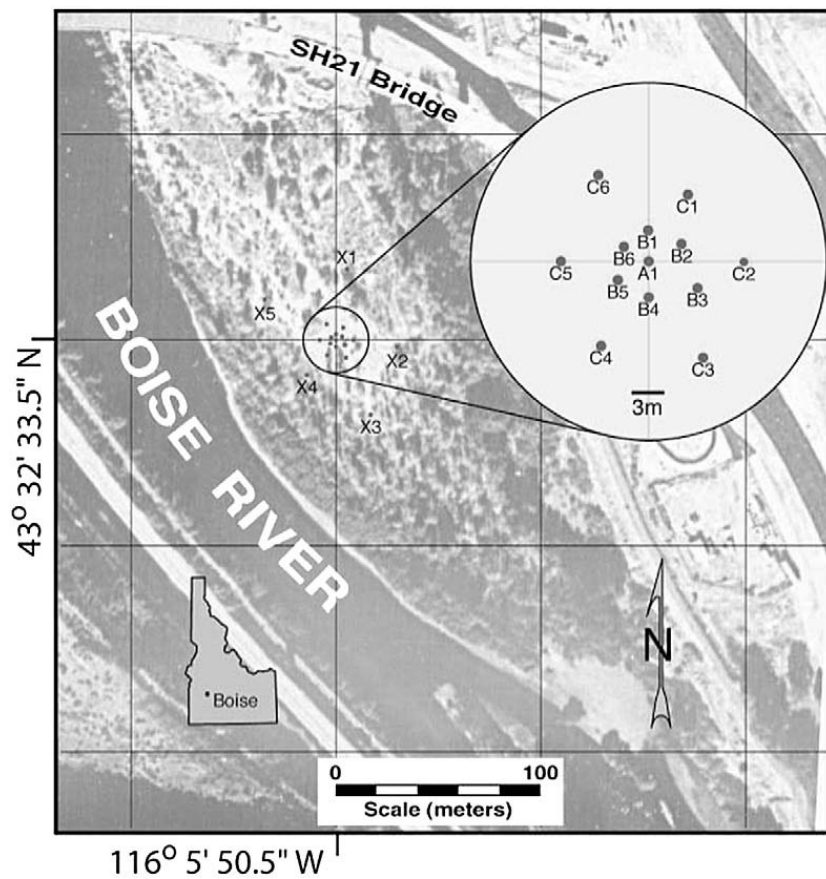 SH21 Bridge
C6
C1
B1
B2
B6
C5
A1
C2
B5
B3
B4
C4
C3
3m
X1
X5
X2
X4
X3
BOISE RIVER
43° 32' 33.5" N
N
Boise
0 100
Scale (meters)
116° 5' 50.5" W